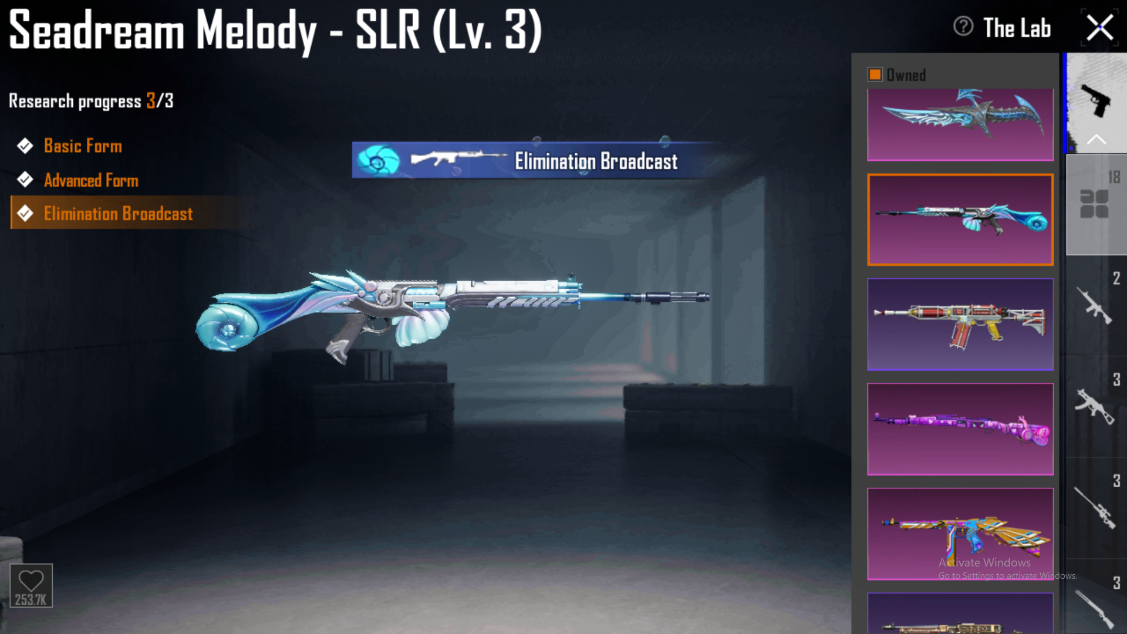 Seadream Melody - SLR (Lv. 3)
The Lab
Research progress 3/3
Basic Form
Advanced Form
Elimination Broadcast
Elimination Broadcast
Owned
18
2
3
3
3
253.7K
Activate Windows
Go to Settings to activate Windows.